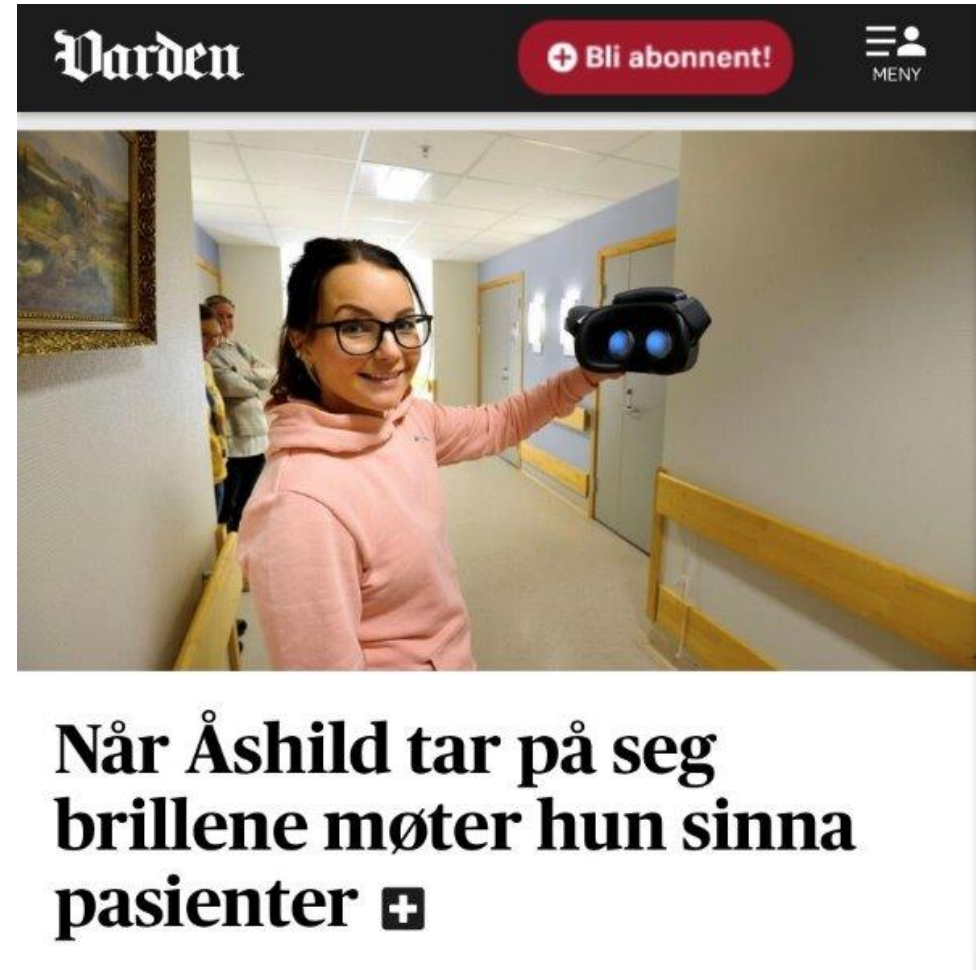 Varden
Bli abonnent!
MENY
Når Åshild tar på seg
brillene møter hun sinna
pasienter